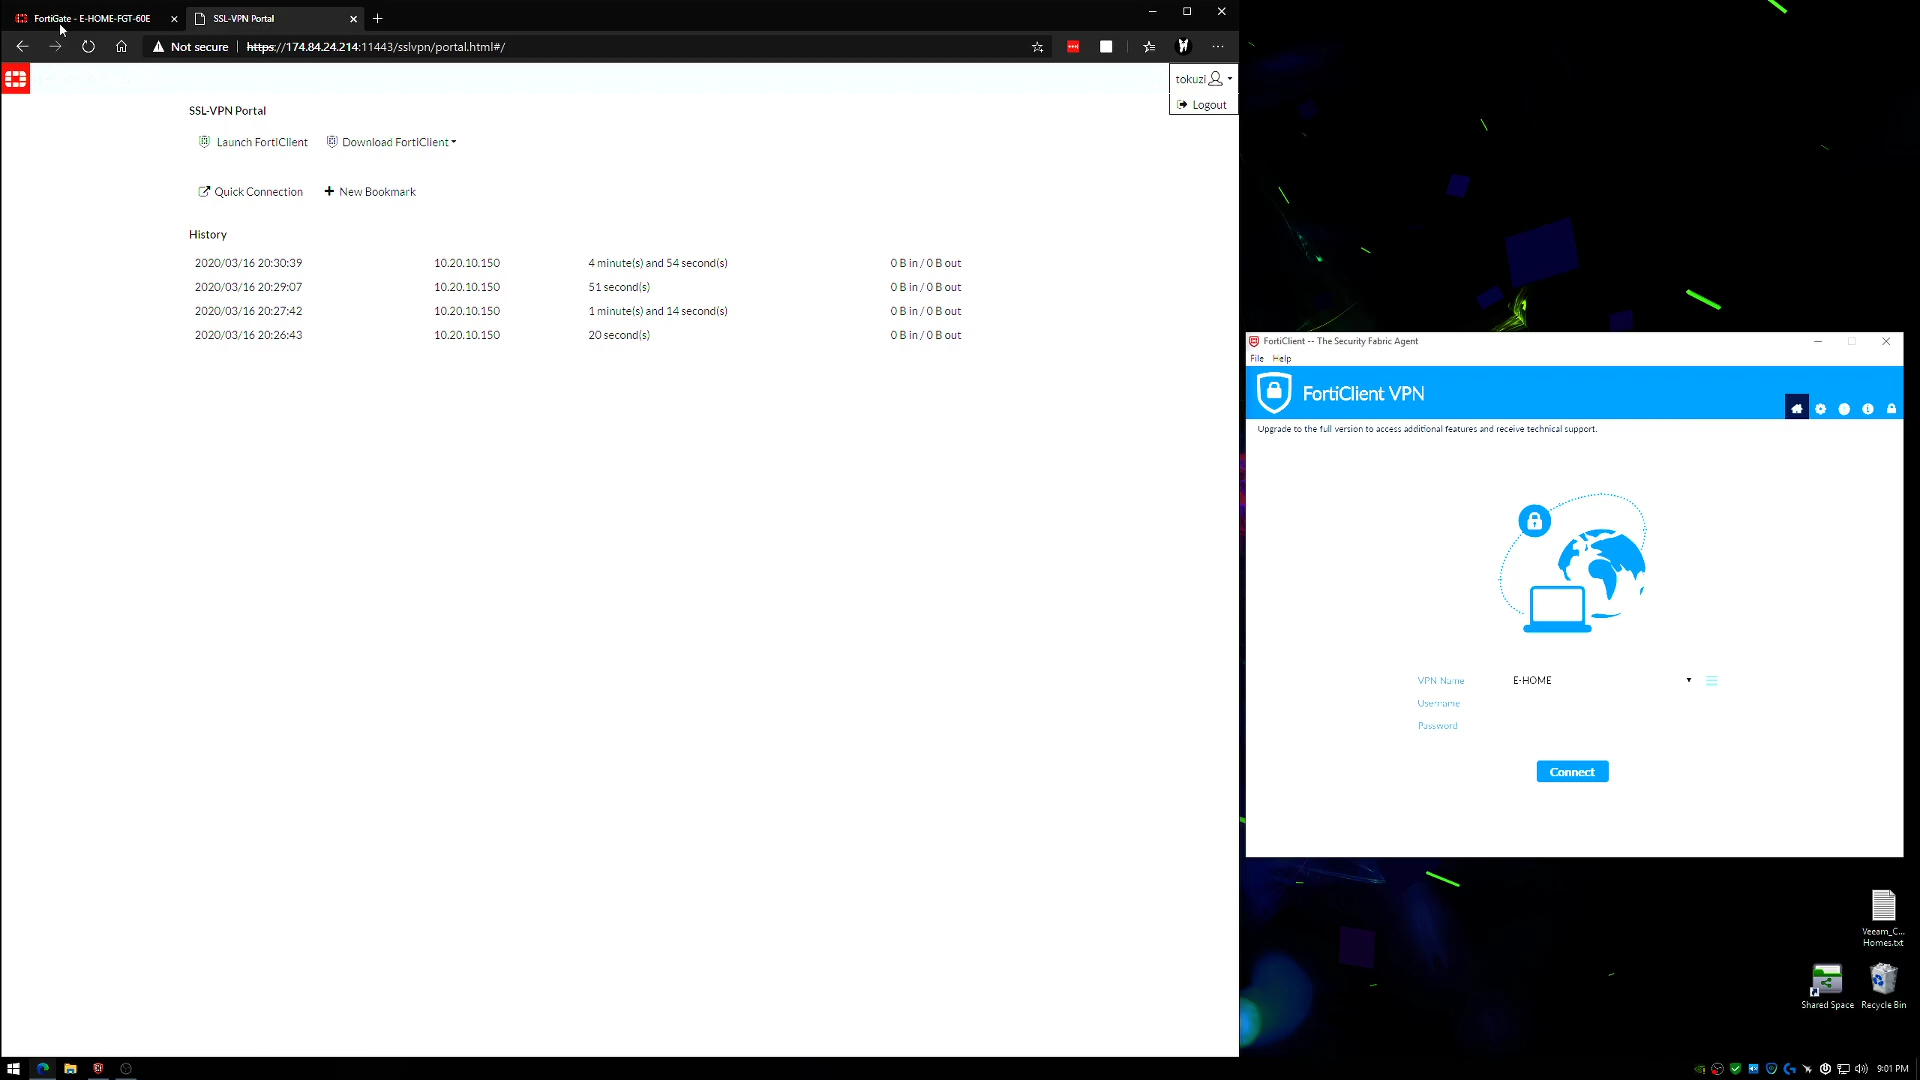 FortiGate - E-HOME-FGT-60E
SSL-VPN Portal
Not secure
https://174.84.24.214:11443/sslvpn/portal.html#/
tokuzi
Logout
SSL-VPN Portal
Launch FortiClient
Download FortiClient
Quick Connection
New Bookmark
History
2020/03/16 20:30:39 10.20.10.150 4 minute(s) and 54 second(s) 0 B in / 0 B out
2020/03/16 20:29:07 10.20.10.150 51 second(s) 0 B in / 0 B out
2020/03/16 20:27:42 10.20.10.150 1 minute(s) and 14 second(s) 0 B in / 0 B out
2020/03/16 20:26:43 10.20.10.150 20 second(s) 0 B in / 0 B out
FortiClient -- The Security Fabric Agent
File Help
FortiClient VPN
Upgrade to the full version to access additional features and receive technical support.
VPN Name E-HOME
Username
Password
Connect
Veeam_C...
Homes.txt
Shared Space
Recycle Bin
9:01 PM